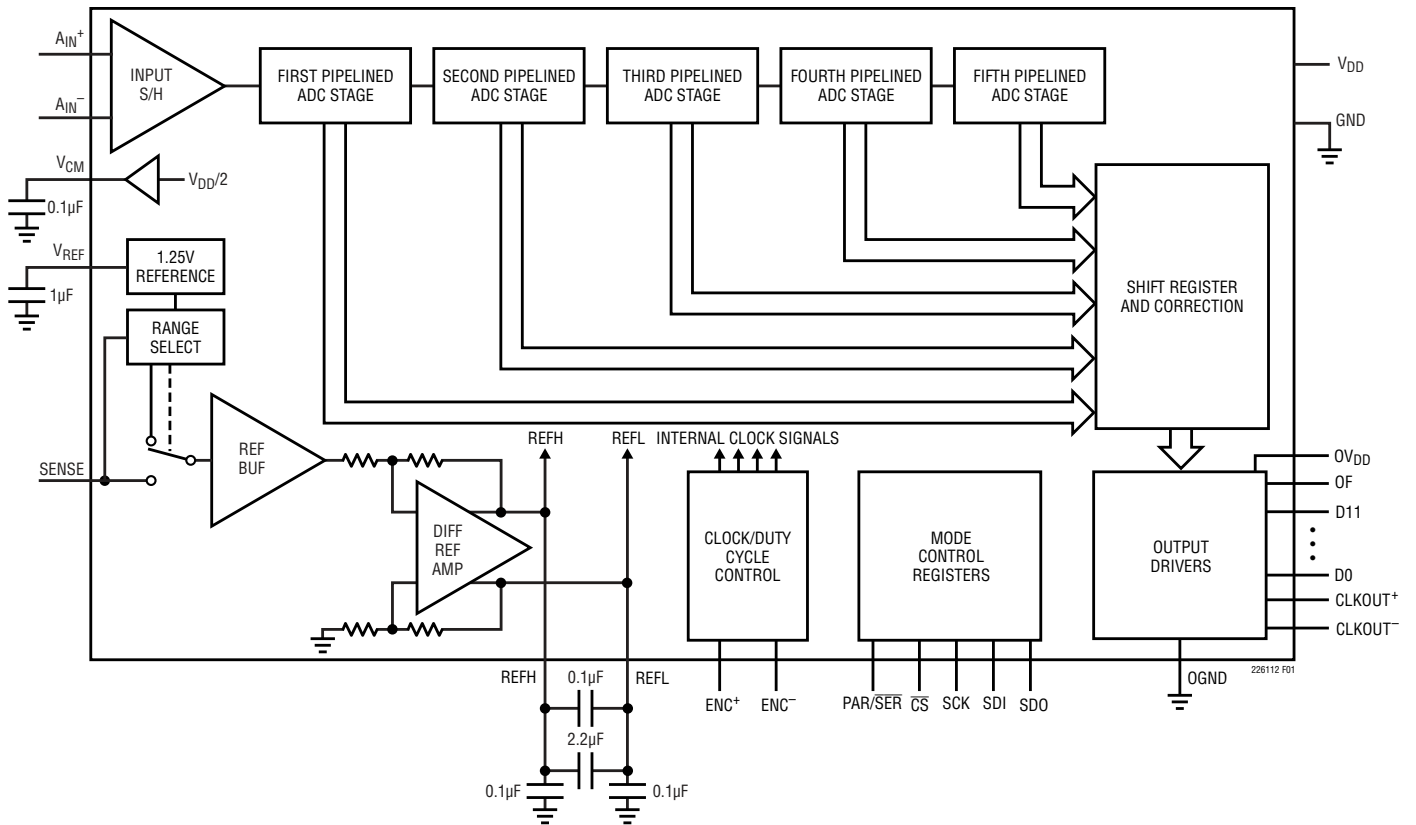 AIN+
AIN−
INPUT
S/H
FIRST PIPELINED
ADC STAGE
SECOND PIPELINED
ADC STAGE
THIRD PIPELINED
ADC STAGE
FOURTH PIPELINED
ADC STAGE
FIFTH PIPELINED
ADC STAGE
VDD
GND
VCM
VDD/2
0.1µF
VREF
1.25V
REFERENCE
1µF
RANGE
SELECT
SHIFT REGISTER
AND CORRECTION
SENSE
REF
BUF
DIFF
REF
AMP
REFH
REFL
INTERNAL CLOCK SIGNALS
CLOCK/DUTY
CYCLE
CONTROL
MODE
CONTROL
REGISTERS
OUTPUT
DRIVERS
OVDD
OF
D11
D0
CLKOUT+
CLKOUT−
226112 F01
REFH
0.1µF
REFL
ENC+
ENC−
PAR/SER
CS
SCK
SDI
SDO
OGND
2.2µF
0.1µF
0.1µF